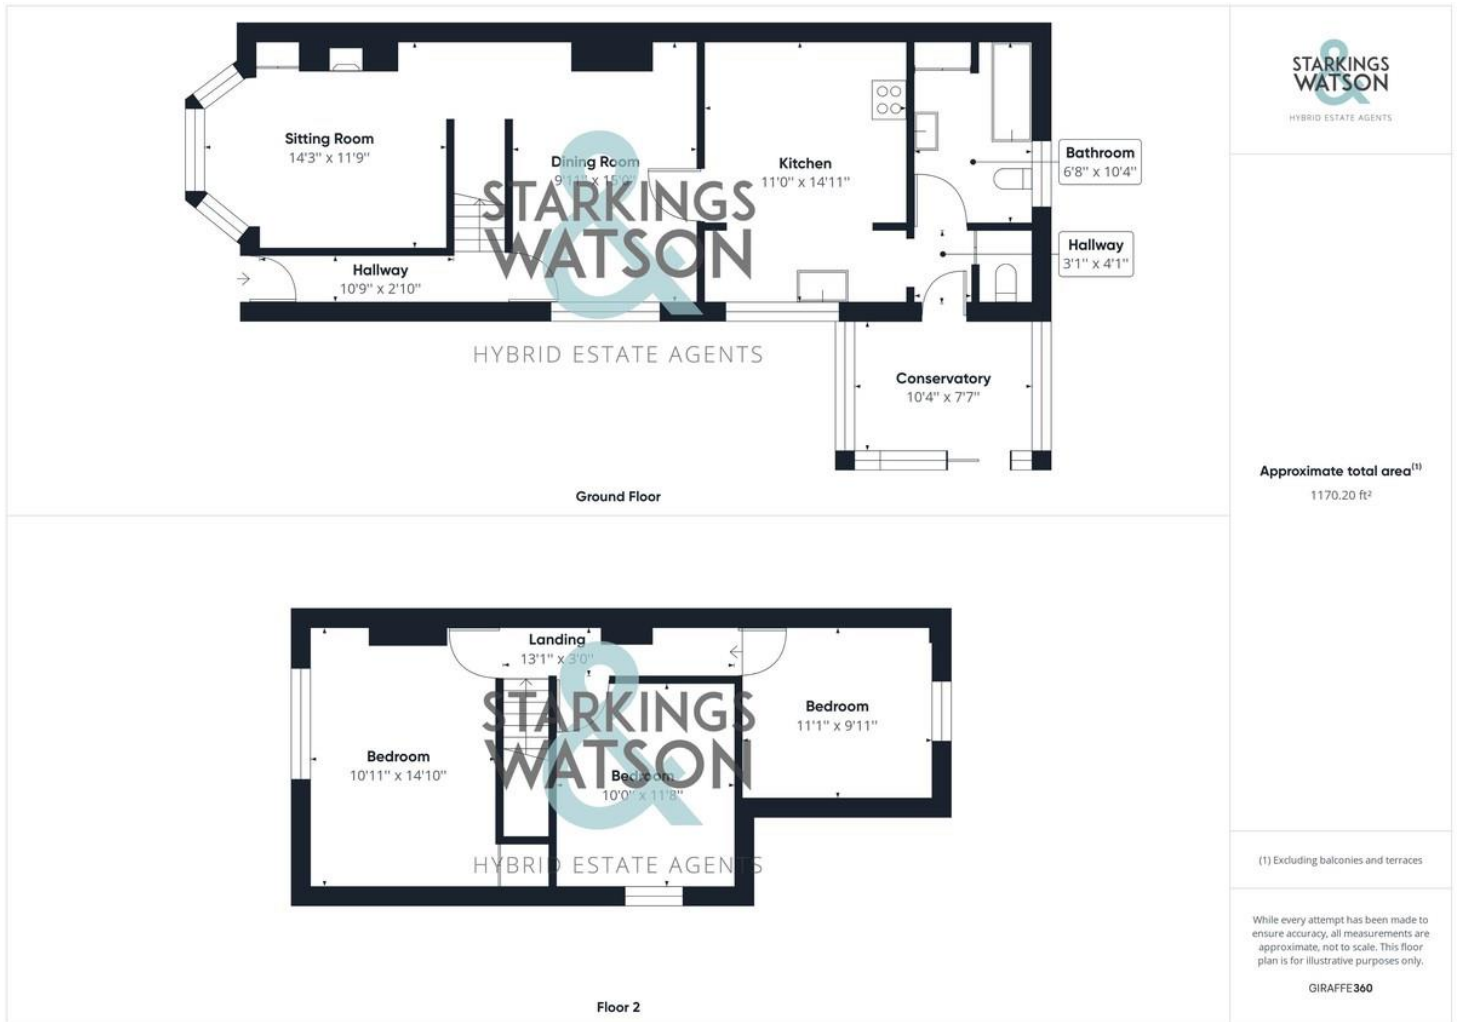 Sitting Room
14'3" x 11'9"
Dining Room
Kitchen
11'0" x 14'11"
Bathroom
6'8" x 10'4"
Hallway
3'1" x 4'1"
Hallway
10'9" x 2'10"
Conservatory
10'4" x 7'7"
STARKINGS
&
WATSON
HYBRID ESTATE AGENTS
Ground Floor
Landing
13'1" x 3'0"
Bedroom
10'11" x 14'10"
Bedroom
10'0" x 11'8"
Bedroom
11'1" x 9'11"
STARKINGS
&
WATSON
HYBRID ESTATE AGENTS
Floor 2
STARKINGS
&
WATSON
HYBRID ESTATE AGENTS
Approximate total area(1)
1170.20 ft²
(1) Excluding balconies and terraces
While every attempt has been made to
ensure accuracy, all measurements are
approximate, not to scale. This floor
plan is for illustrative purposes only.
GIRAFFE360